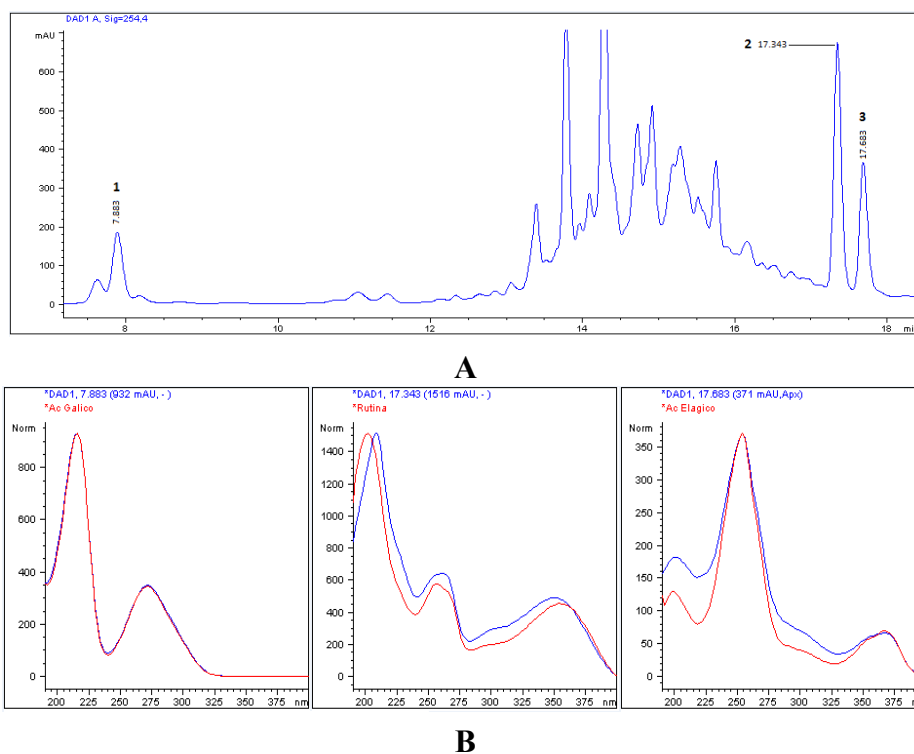 DAD1 A, Sig=254,4
mAU
600
500
400
300
200
100
0
1
7.883
2 17.343
3
17.683
8 10 12 14 16 18 mi
A
*DAD1, 7.883 (932 mAU, - )
*Ac Galico
Norm
800
600
400
200
0
200 225 250 275 300 325 350 375 nm
*DAD1, 17.343 (1516 mAU, - )
*Rutina
Norm
1400
1200
1000
800
600
400
200
0
200 225 250 275 300 325 350 375 nm
*DAD1, 17.683 (371 mAU,Apx)
*Ac Elagico
Norm
350
300
250
200
150
100
50
0
200 225 250 275 300 325 350 375 nm
B